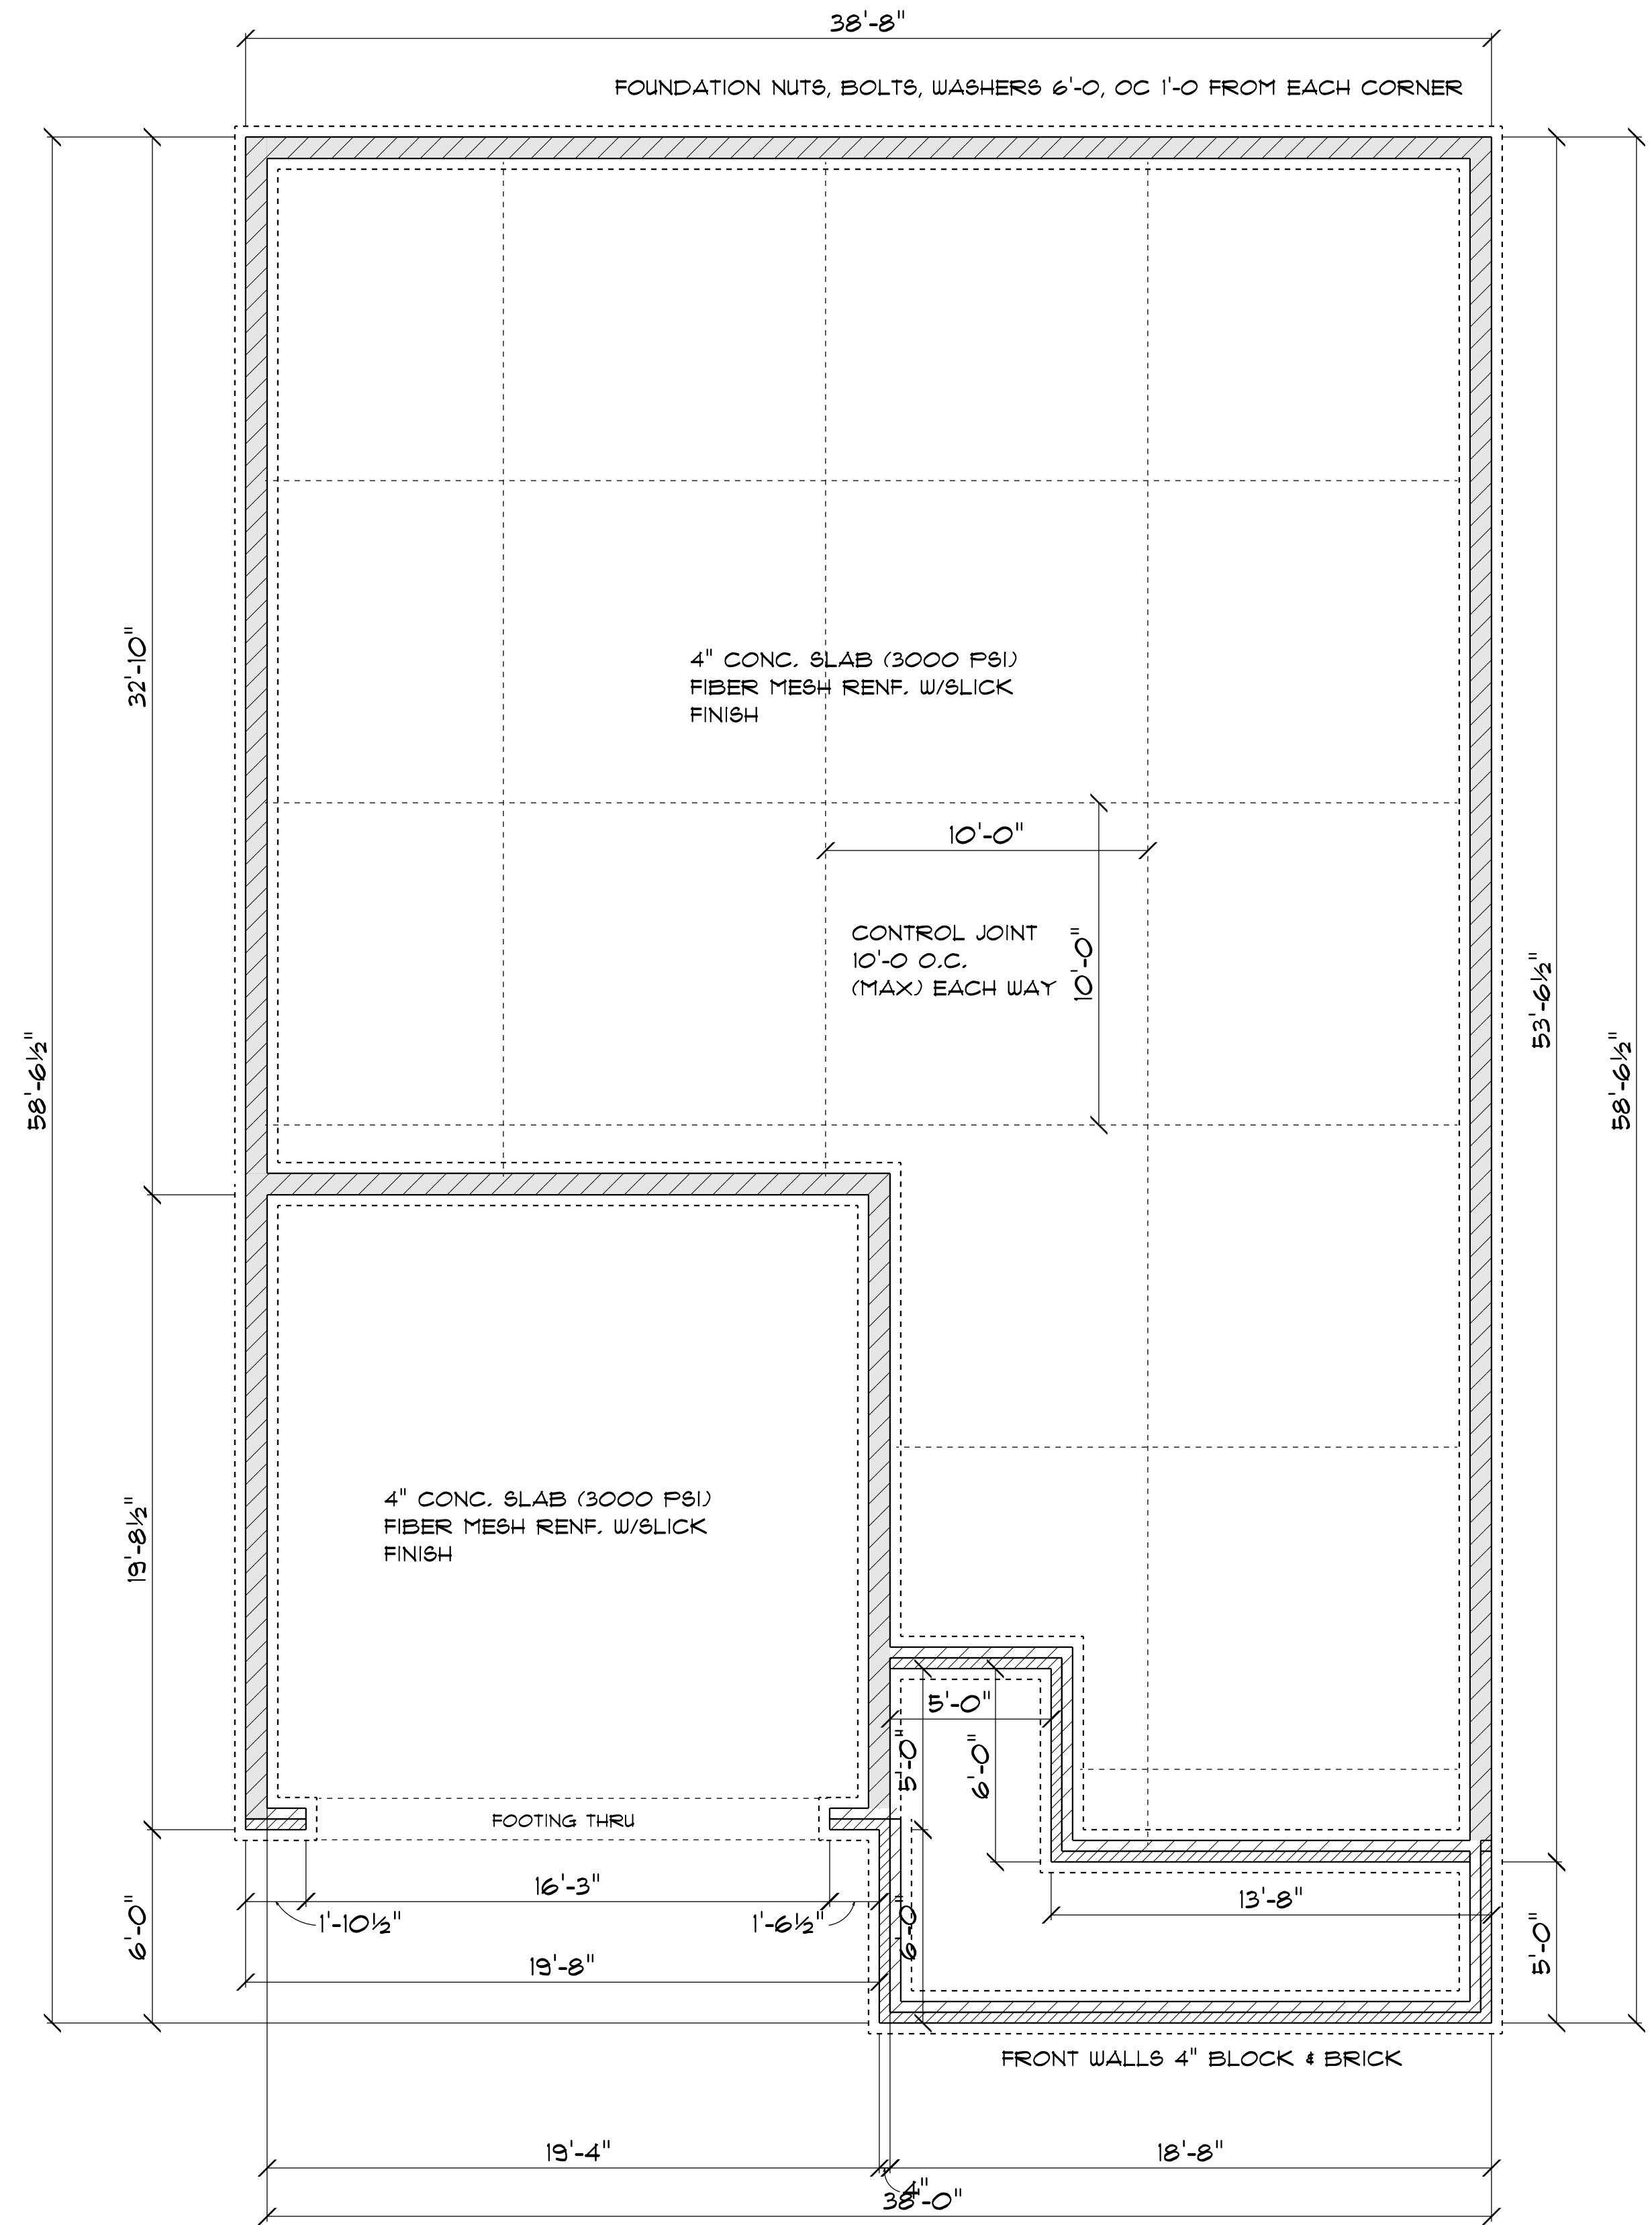 38'-8"
FOUNDATION NUTS, BOLTS, WASHERS 6'-0, OC 1'-0 FROM EACH CORNER
32'-10"
4" CONC. SLAB (3000 PSI)
FIBER MESH RENF. W/SLICK
FINISH
10'-0"
CONTROL JOINT
10'-0 O.C.
(MAX) EACH WAY
10'-0"
53'-6½"
58'-6½"
58'-6½"
4" CONC. SLAB (3000 PSI)
FIBER MESH RENF. W/SLICK
FINISH
19'-8½"
5'-0"
5'-0"
6'-0"
FOOTING THRU
16'-3"
13'-8"
1'-10½"
1'-6½"
6'-0"
6'-0"
5'-0"
19'-8"
FRONT WALLS 4" BLOCK & BRICK
19'-4"
18'-8"
4"
38'-0"